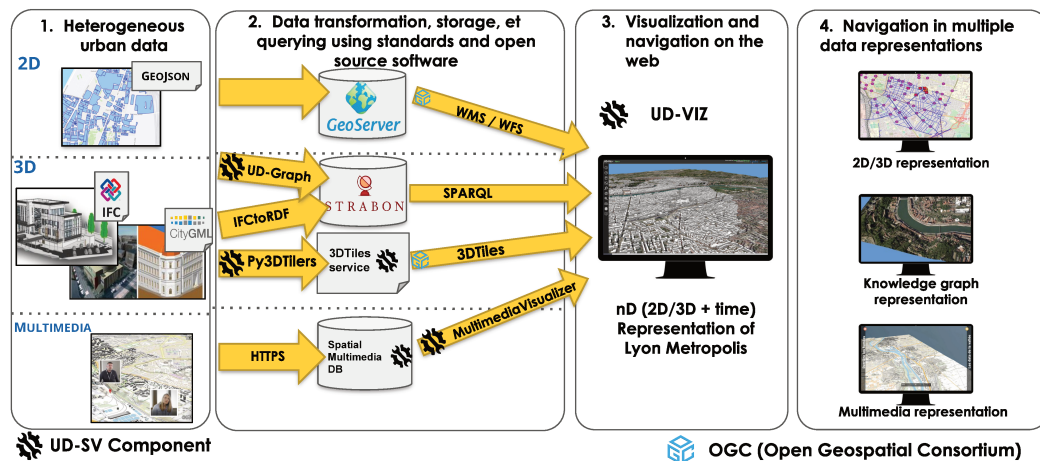 1. Heterogeneous
urban data
2D
GEOJSON
3D
IFC
CityGML
MULTIMEDIA
2. Data transformation, storage, et
querying using standards and open
source software
GeoServer
WMS / WFS
UD-Graph
STRABON
SPARQL
IFCtoRDF
Py3DTilers
3DTiles
service
3DTiles
HTTPS
Spatial
Multimedia
DB
MultimediaVisualizer
3. Visualization and
navigation on the
web
UD-VIZ
nD (2D/3D + time)
Representation of
Lyon Metropolis
4. Navigation in multiple
data representations
2D/3D representation
Knowledge graph
representation
Multimedia representation
UD-SV Component
OGC (Open Geospatial Consortium)